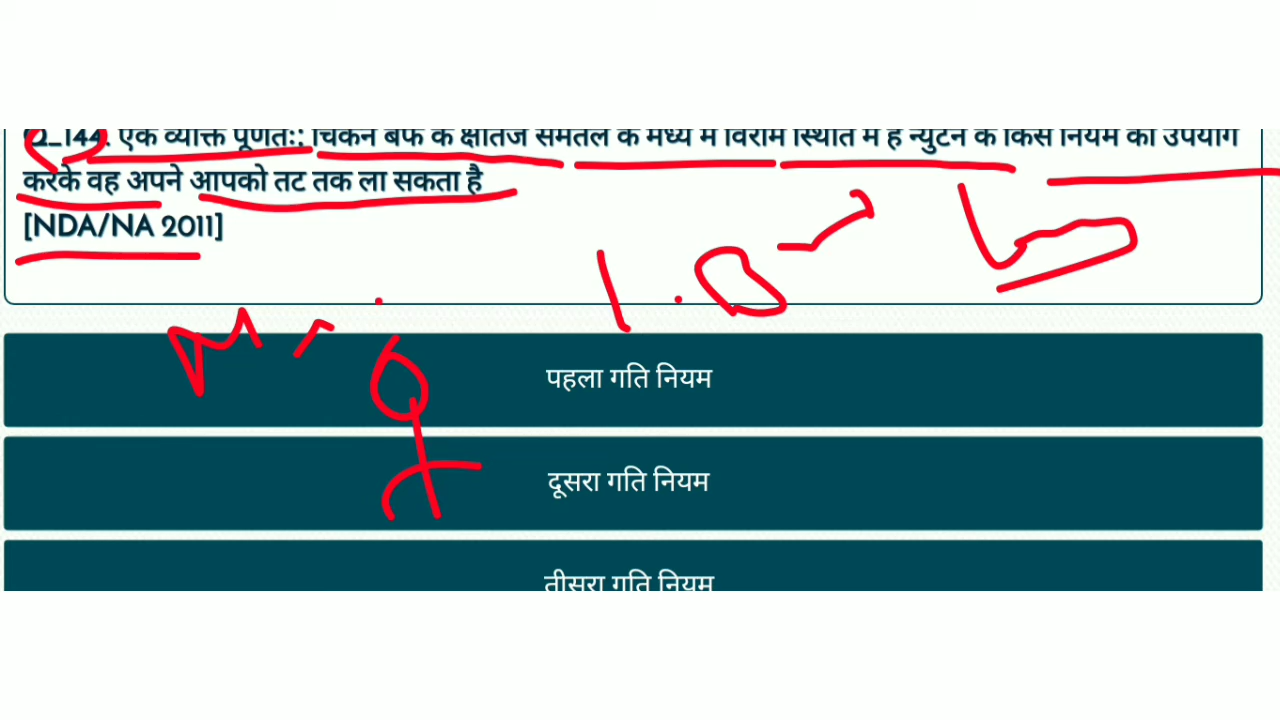 Q_144. एक व्यक्ति पूर्णतः: चिकने बर्फ के क्षैतिज समतल के मध्य में विराम स्थिति में है न्यूटन के किस नियम का उपयोग
करके वह अपने आपको तट तक ला सकता है
[NDA/NA 2011]
पहला गति नियम
दूसरा गति नियम
तीसरा गति नियम